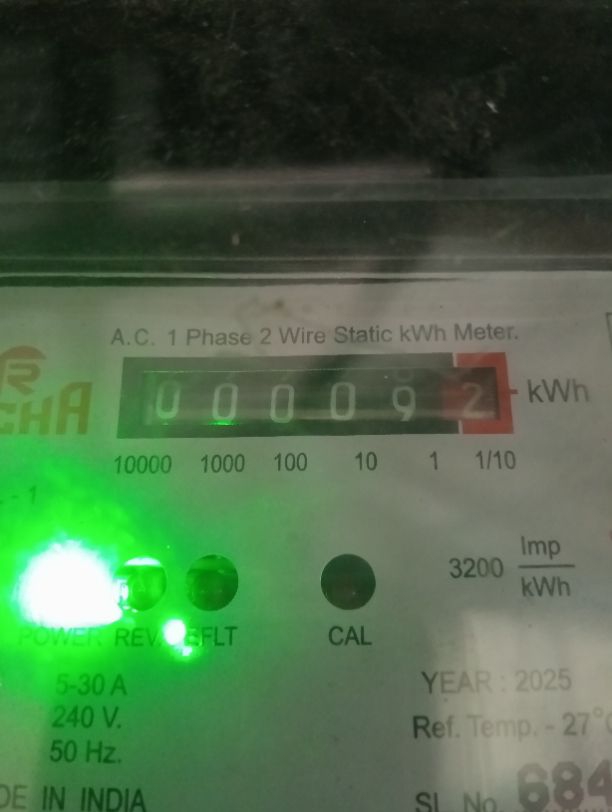 A.C. 1 Phase 2 Wire Static kWh Meter.
000092 kWh
10000 1000 100 10 1 1/10
- 1
3200 Imp
kWh
POWER REV. EFLT CAL
5-30 A
YEAR : 2025
240 V.
Ref. Temp. - 27°C
50 Hz.
DE IN INDIA
SL. No. 684